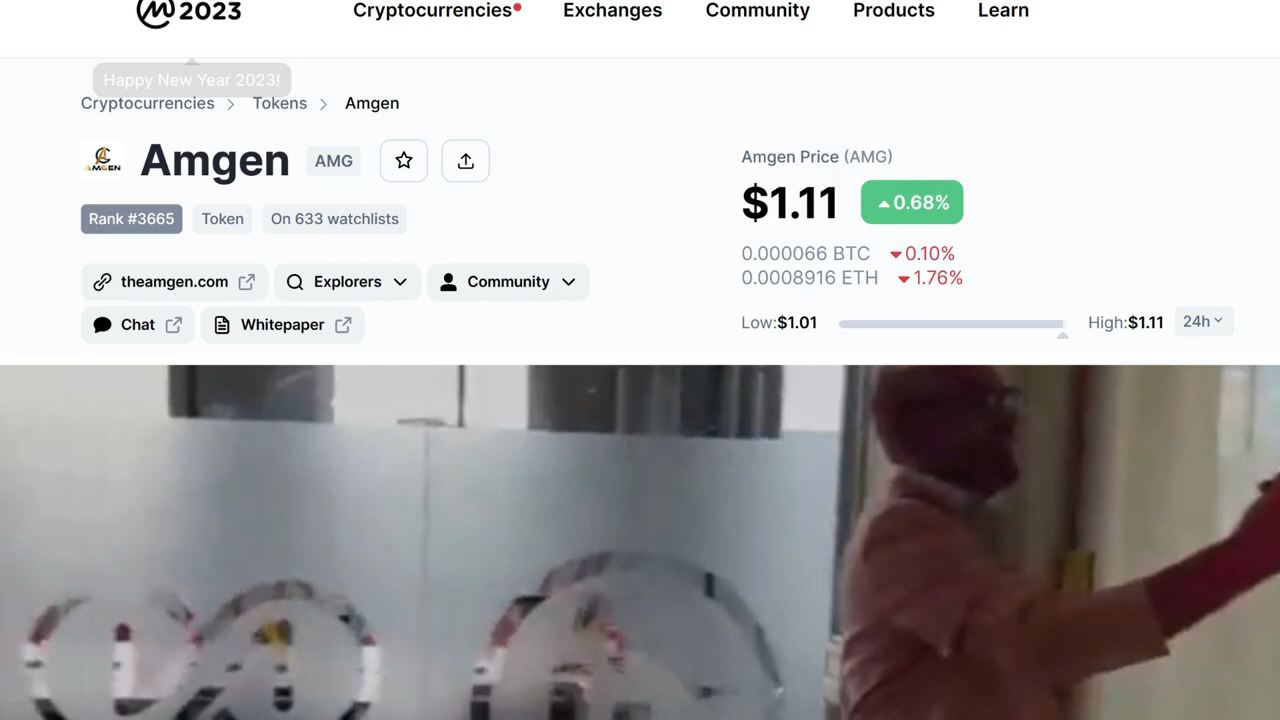 2023
Cryptocurrencies Exchanges Community Products Learn
Happy New Year 2023!
Cryptocurrencies > Tokens > Amgen
AMGEN
Amgen AMG
Rank #3665 Token On 633 watchlists
theamgen.com Explorers Community
Chat Whitepaper
Amgen Price (AMG)
$1.11 0.68%
0.000066 BTC 0.10%
0.0008916 ETH 1.76%
Low:$1.01 High:$1.11 24h